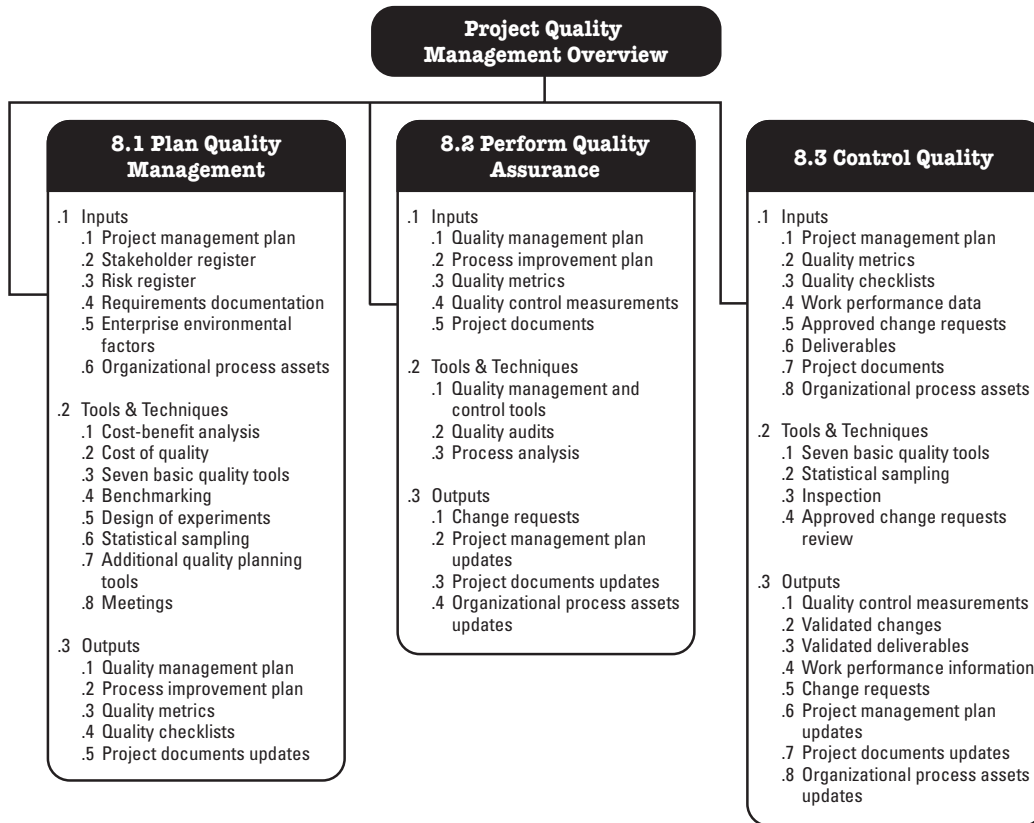 Project Quality
Management Overview
8.1 Plan Quality
Management
.1 Inputs
.1 Project management plan
.2 Stakeholder register
.3 Risk register
.4 Requirements documentation
.5 Enterprise environmental
factors
.6 Organizational process assets
.2 Tools & Techniques
.1 Cost-benefit analysis
.2 Cost of quality
.3 Seven basic quality tools
.4 Benchmarking
.5 Design of experiments
.6 Statistical sampling
.7 Additional quality planning
tools
.8 Meetings
.3 Outputs
.1 Quality management plan
.2 Process improvement plan
.3 Quality metrics
.4 Quality checklists
.5 Project documents updates
8.2 Perform Quality
Assurance
.1 Inputs
.1 Quality management plan
.2 Process improvement plan
.3 Quality metrics
.4 Quality control measurements
.5 Project documents
.2 Tools & Techniques
.1 Quality management and
control tools
.2 Quality audits
.3 Process analysis
.3 Outputs
.1 Change requests
.2 Project management plan
updates
.3 Project documents updates
.4 Organizational process assets
updates
8.3 Control Quality
.1 Inputs
.1 Project management plan
.2 Quality metrics
.3 Quality checklists
.4 Work performance data
.5 Approved change requests
.6 Deliverables
.7 Project documents
.8 Organizational process assets
.2 Tools & Techniques
.1 Seven basic quality tools
.2 Statistical sampling
.3 Inspection
.4 Approved change requests
review
.3 Outputs
.1 Quality control measurements
.2 Validated changes
.3 Validated deliverables
.4 Work performance information
.5 Change requests
.6 Project management plan
updates
.7 Project documents updates
.8 Organizational process assets
updates